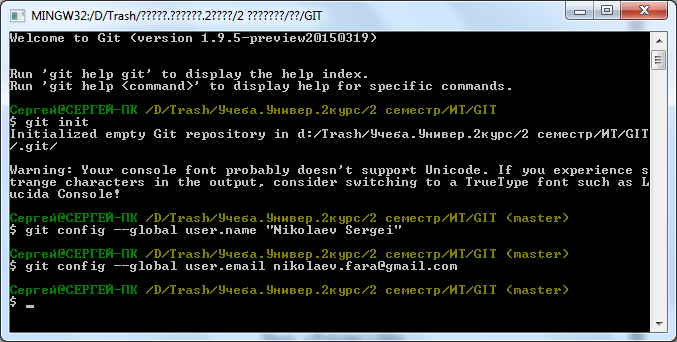 MINGW32:/D/Trash/?????.??????.2????/2 ???????/??/GIT
Welcome to Git (version 1.9.5-preview20150319)
Run 'git help git' to display the help index.
Run 'git help <command>' to display help for specific commands.
Сергей@СЕРГЕЙ-ПК /D/Trash/Учеба.Универ.2курс/2 семестр/ИТ/GIT
$ git init
Initialized empty Git repository in d:/Trash/Учеба.Универ.2курс/2 семестр/ИТ/GIT
/.git/
Warning: Your console font probably doesn't support Unicode. If you experience s
trange characters in the output, consider switching to a TrueType font such as L
ucida Console!
Сергей@СЕРГЕЙ-ПК /D/Trash/Учеба.Универ.2курс/2 семестр/ИТ/GIT (master)
$ git config --global user.name "Nikolaev Sergei"
Сергей@СЕРГЕЙ-ПК /D/Trash/Учеба.Универ.2курс/2 семестр/ИТ/GIT (master)
$ git config --global user.email nikolaev.fara@gmail.com
Сергей@СЕРГЕЙ-ПК /D/Trash/Учеба.Универ.2курс/2 семестр/ИТ/GIT (master)
$ _